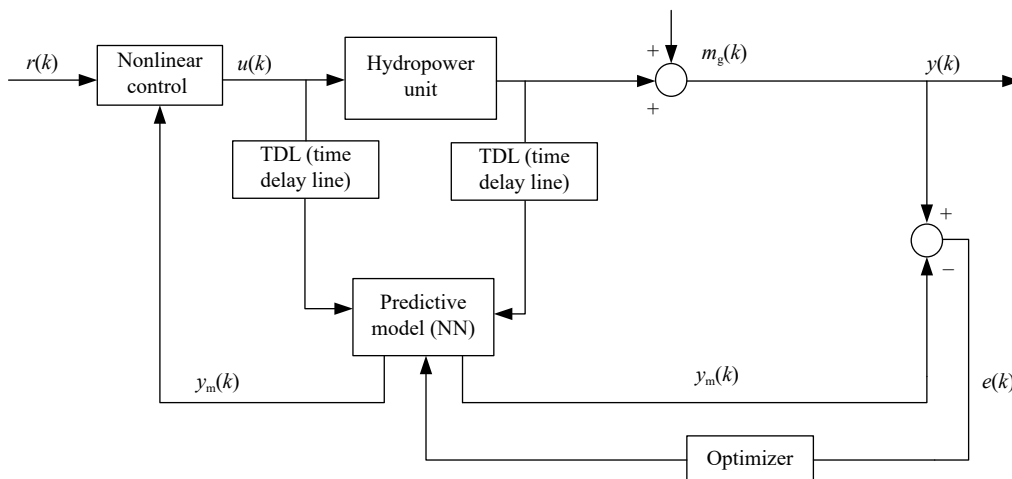 r(k)
Nonlinear
control
u(k)
Hydropower
unit
+
+
m_g(k)
y(k)
TDL (time
delay line)
TDL (time
delay line)
+
−
Predictive
model (NN)
y_m(k)
y_m(k)
e(k)
Optimizer